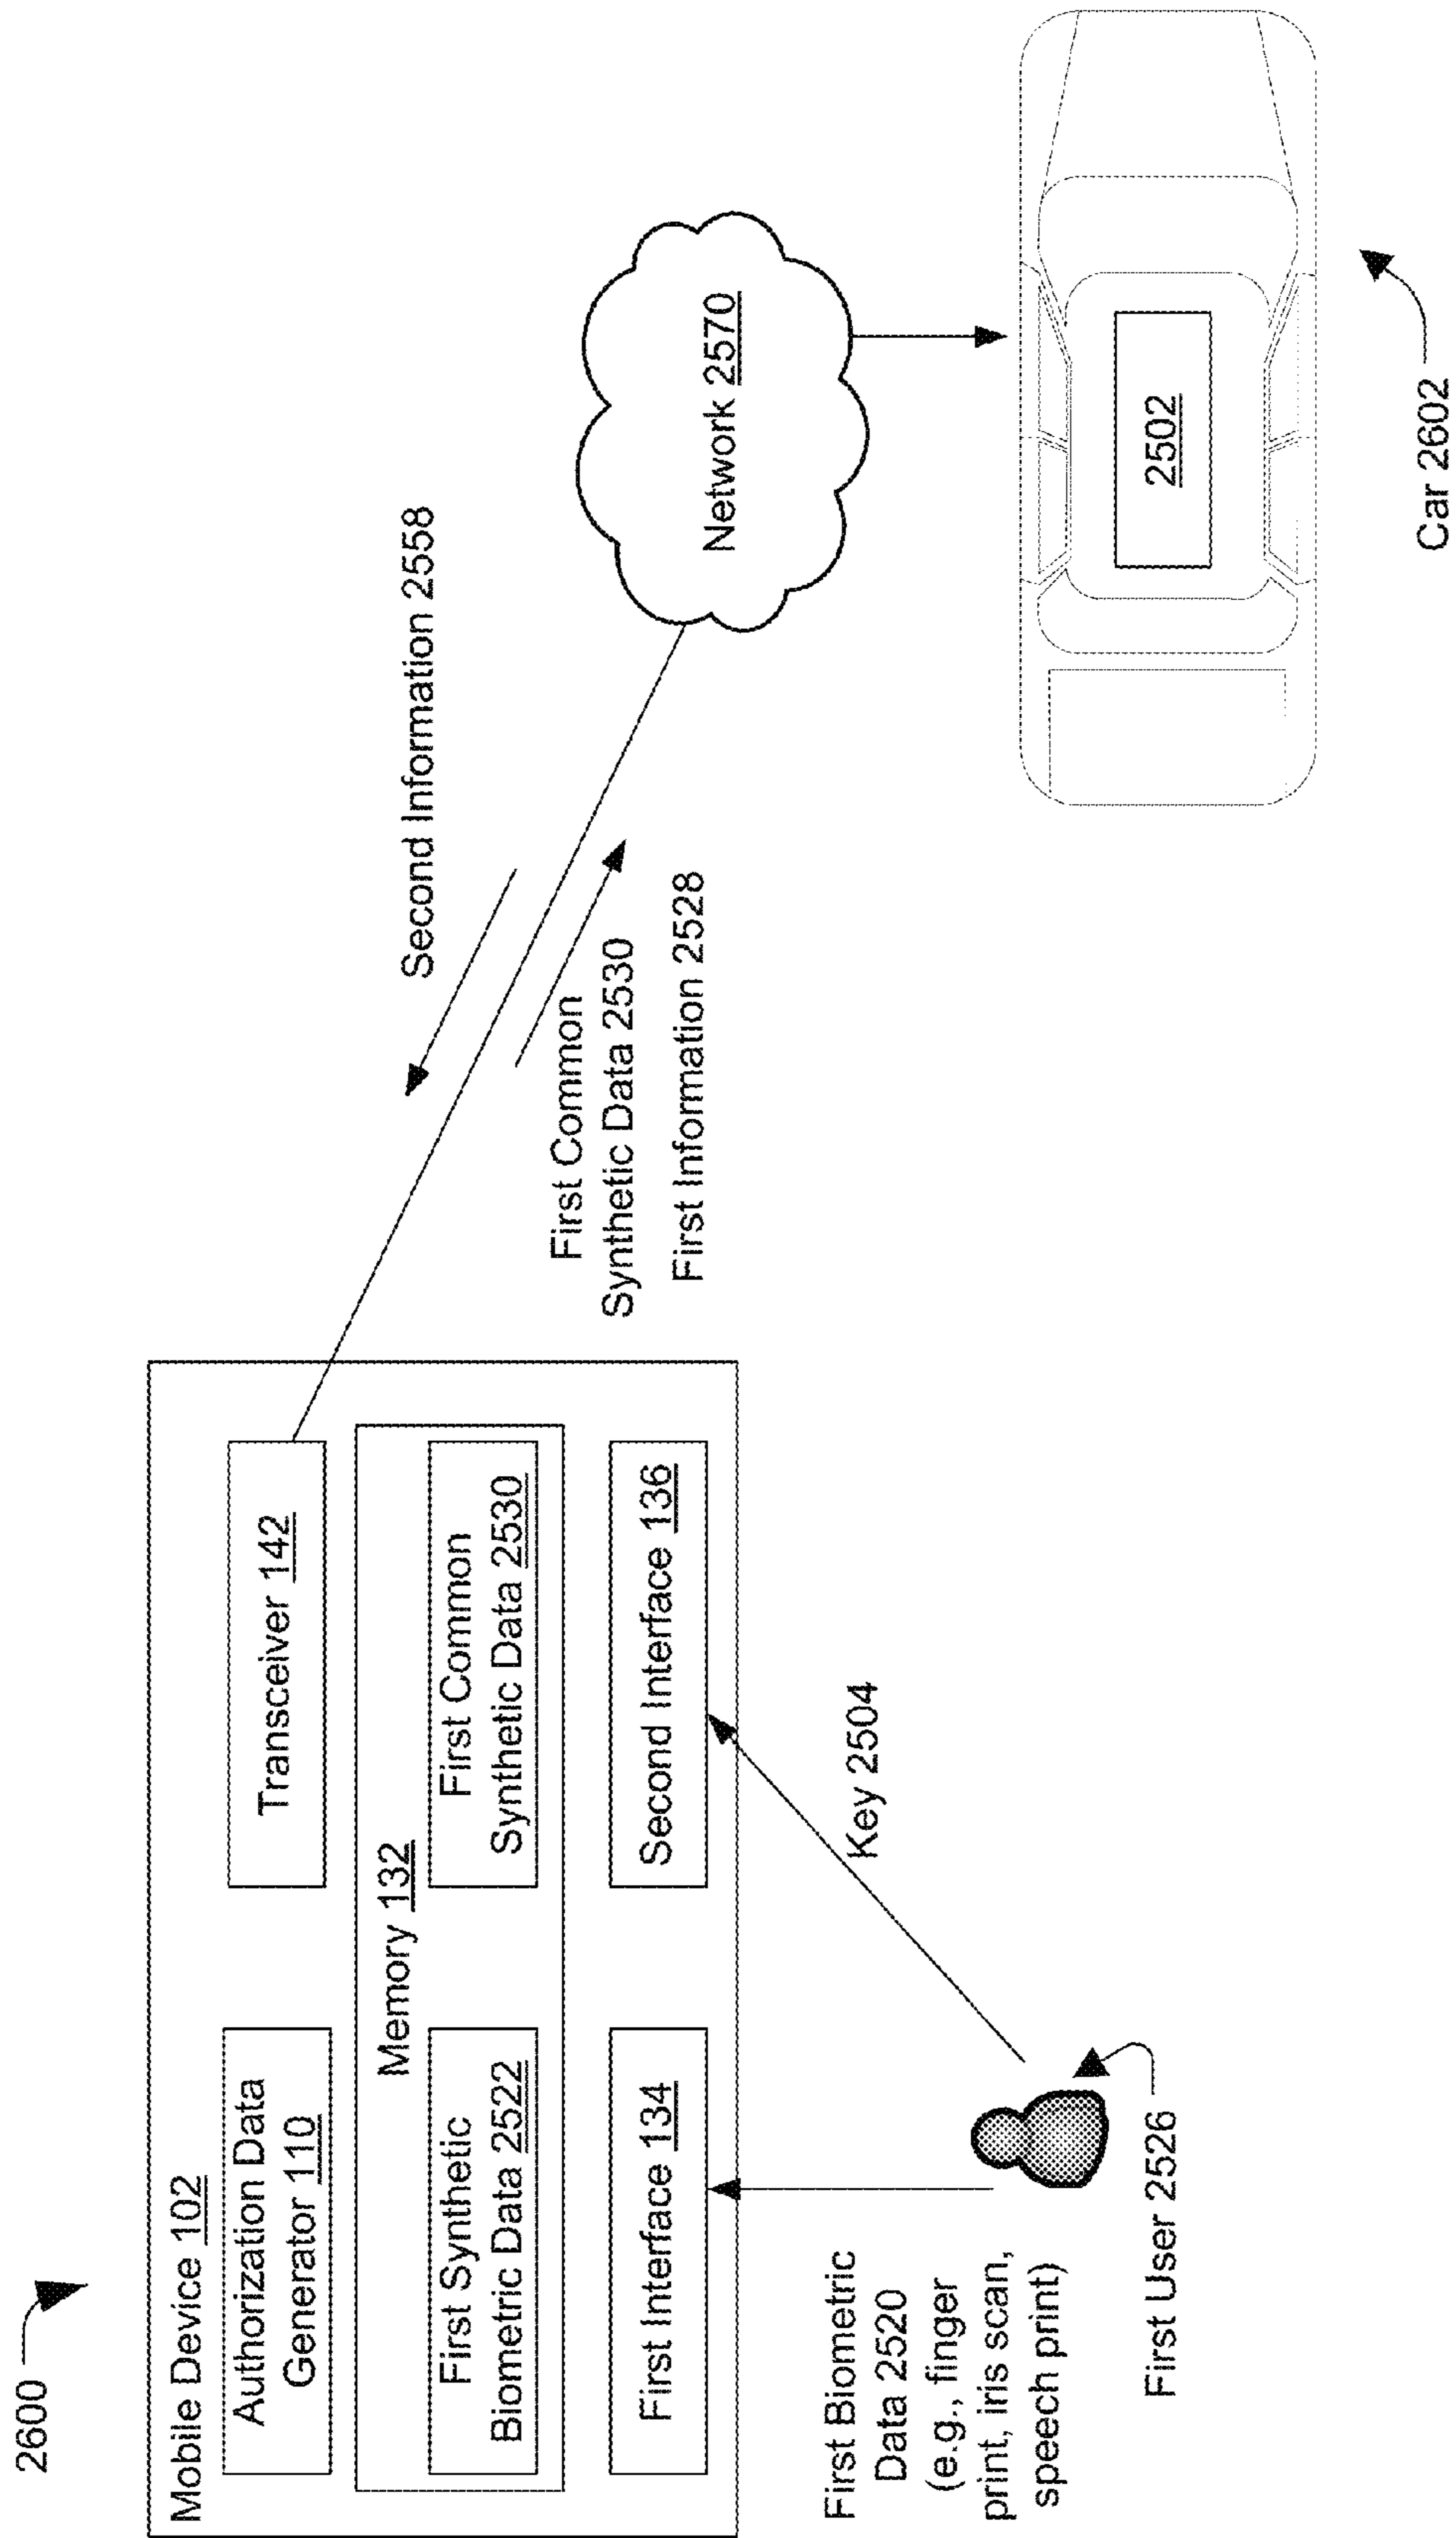 2600
Mobile Device 102
Authorization Data
Generator 110
Transceiver 142
Memory 132
First Synthetic
Biometric Data 2522
First Common
Synthetic Data 2530
First Interface 134
Second Interface 136
Second Information 2558
First Common
Synthetic Data 2530
First Information 2528
Network 2570
2502
Car 2602
Key 2504
First Biometric
Data 2520
(e.g., finger
print, iris scan,
speech print)
First User 2526